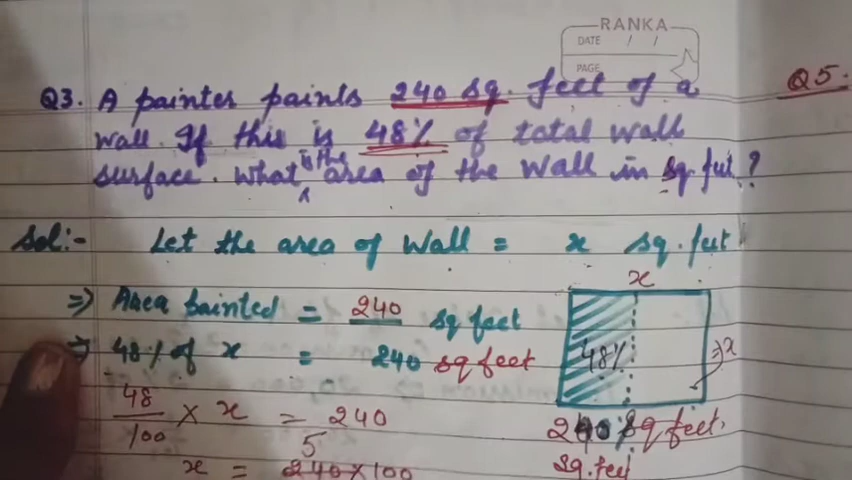 RANKA
DATE / /
PAGE
Q5.
Q3. A painter paints 240 sq. feet of a
wall. If this is 48% of total wall
surface. What is the area of the wall in sq. feet?
Sol:- Let the area of Wall = x sq. feet
x
⇒ Area painted = 240 sq feet
⇒ 48% of x = 240 sq feet
48% ⇒x
48/100 × x = 240
5
240 sq feet.
x = 240×100
sq. feet